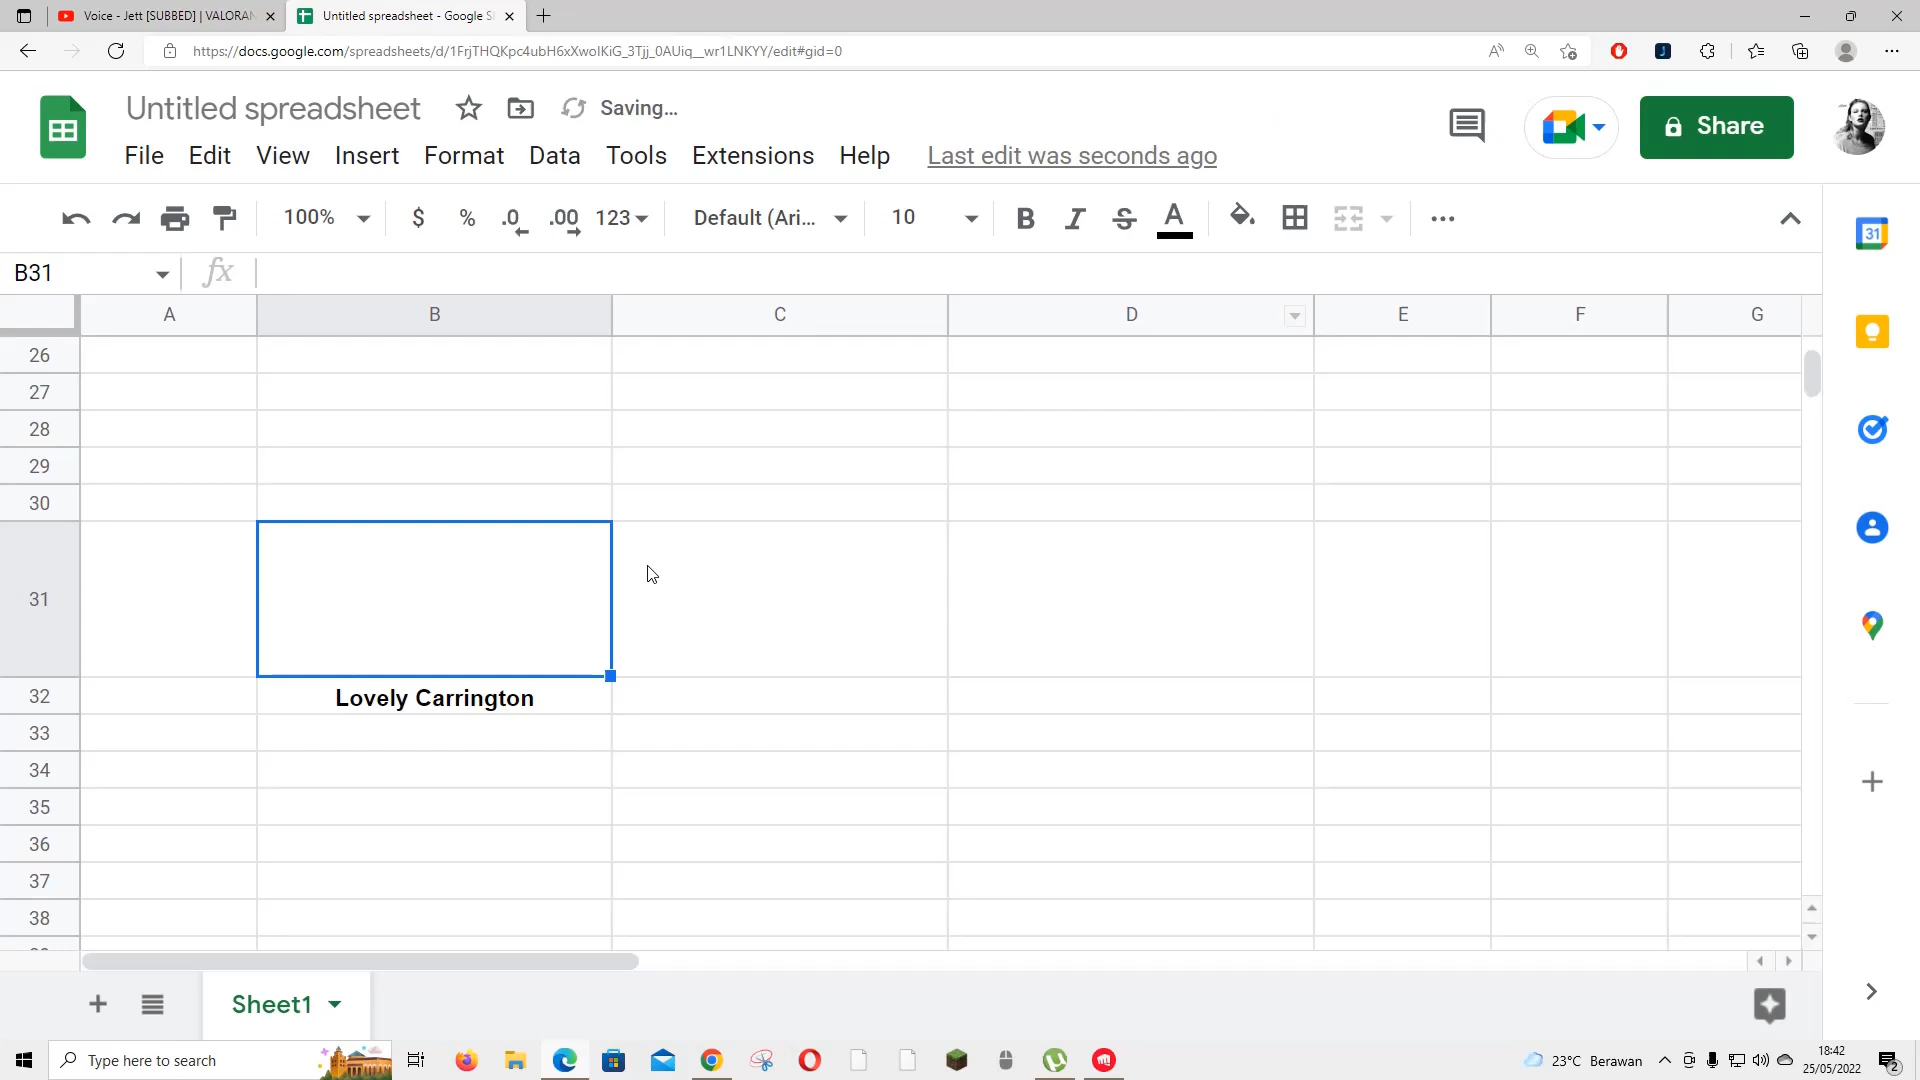 Voice - Jett [SUBBED] | VALORAN
Untitled spreadsheet - Google S
https://docs.google.com/spreadsheets/d/1FrjTHQKpc4ubH6xXwoIKiG_3Tjj_0AUiq__wr1LNKYY/edit#gid=0
Untitled spreadsheet
Saving...
Share
File Edit View Insert Format Data Tools Extensions Help Last edit was seconds ago
100% $ % .0 .00 123 Default (Ari... 10 B I S A
31
B31 fx
A B C D E F G
26
27
28
29
30
31
32 Lovely Carrington
33
34
35
36
37
38
Sheet1
Type here to search
23°C Berawan
18:42
25/05/2022
2